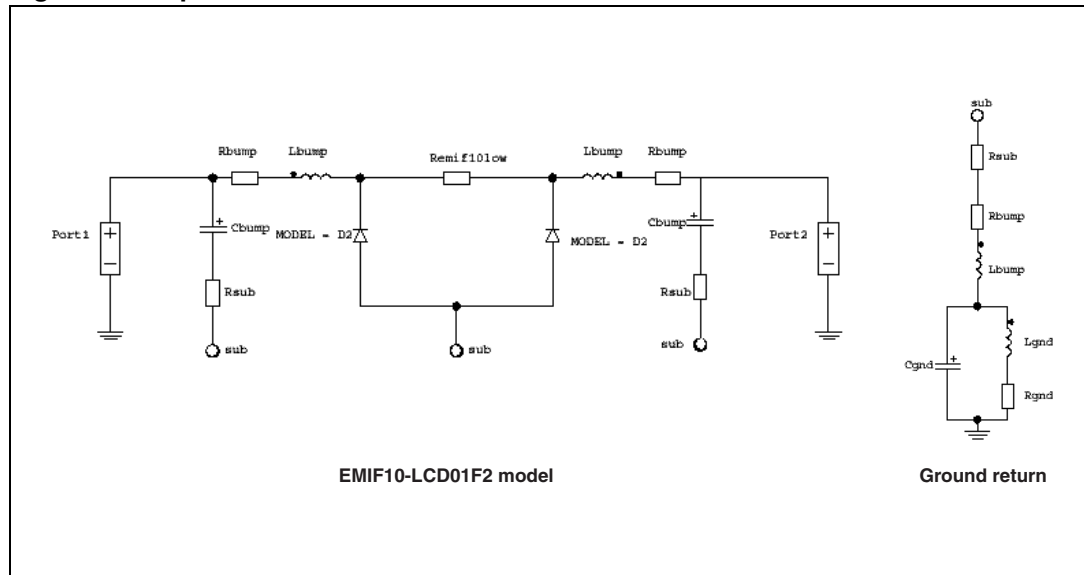 Rbump Lbump Remif10low Lbump Rbump
Port1 + - + Cbump MODEL = D2 MODEL = D2 + Cbump Port2 + -
Rsub Rsub
sub sub sub
sub
Rsub
Rbump
Lbump
Lgnd
Cgnd +
Rgnd
EMIF10-LCD01F2 model
Ground return